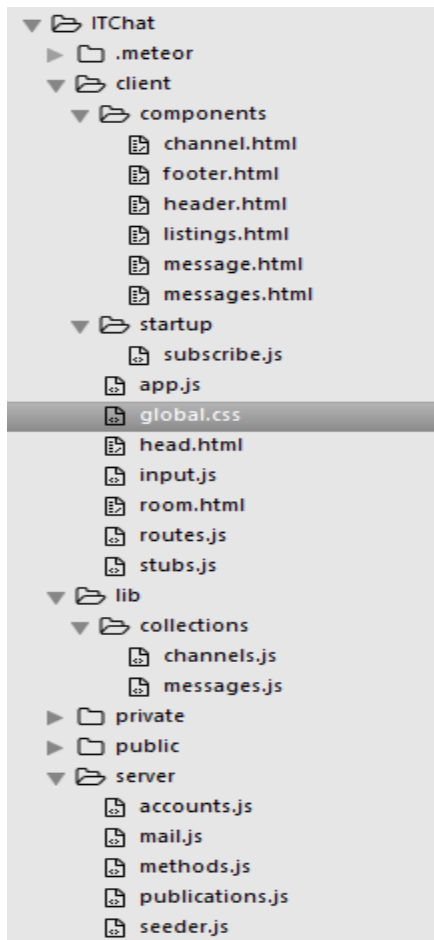 ITChat
.meteor
client
components
channel.html
footer.html
header.html
listings.html
message.html
messages.html
startup
subscribe.js
app.js
global.css
head.html
input.js
room.html
routes.js
stubs.js
lib
collections
channels.js
messages.js
private
public
server
accounts.js
mail.js
methods.js
publications.js
seeder.js